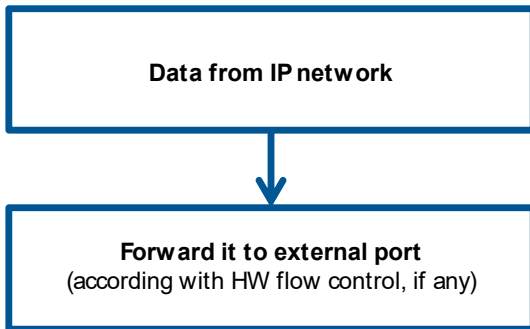 Data from IP network
Forward it to external port
(according with HW flow control, if any)